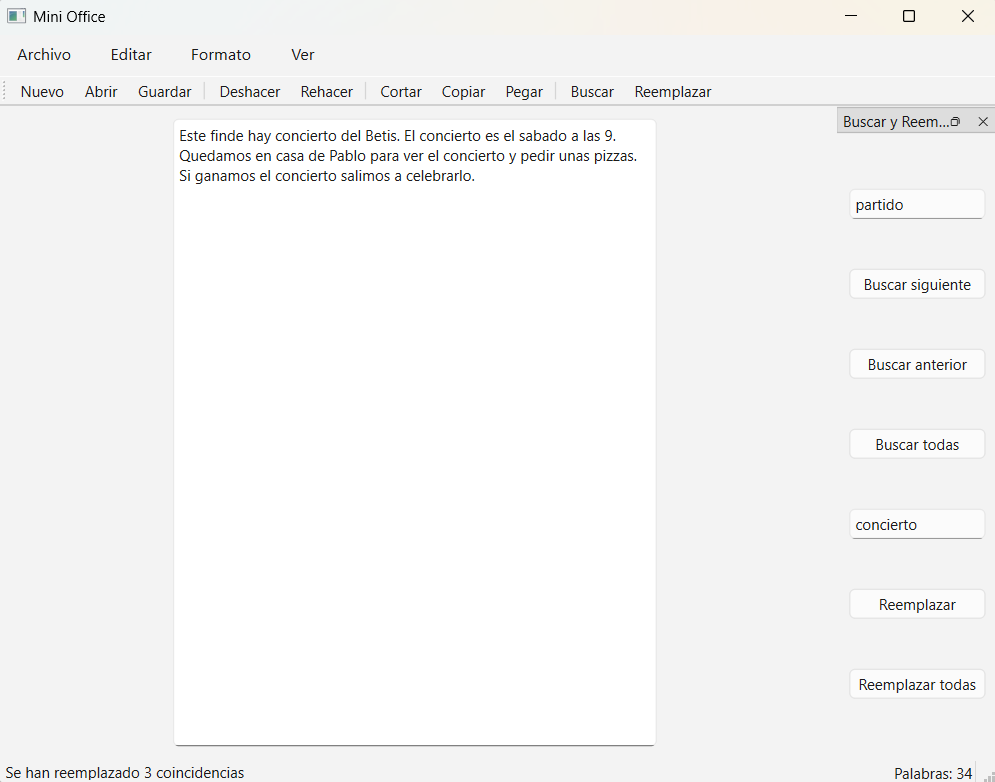 Mini Office
Archivo Editar Formato Ver
Nuevo Abrir Guardar Deshacer Rehacer Cortar Copiar Pegar Buscar Reemplazar
Este finde hay concierto del Betis. El concierto es el sabado a las 9.
Quedamos en casa de Pablo para ver el concierto y pedir unas pizzas.
Si ganamos el concierto salimos a celebrarlo.
Buscar y Reem...
partido
Buscar siguiente
Buscar anterior
Buscar todas
concierto
Reemplazar
Reemplazar todas
Se han reemplazado 3 coincidencias
Palabras: 34